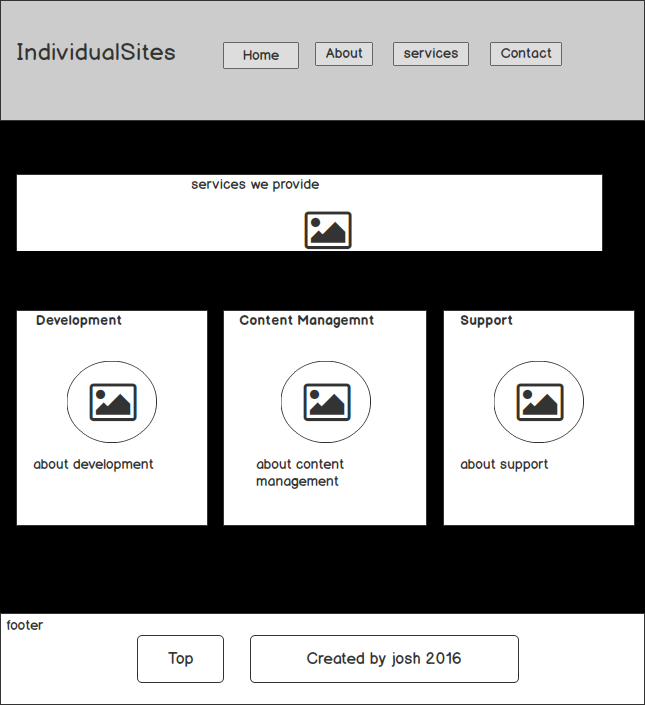 IndividualSites
Home
About
services
Contact
services we provide
Development
Content Managemnt
Support
about development
about content
management
about support
footer
Top
Created by josh 2016